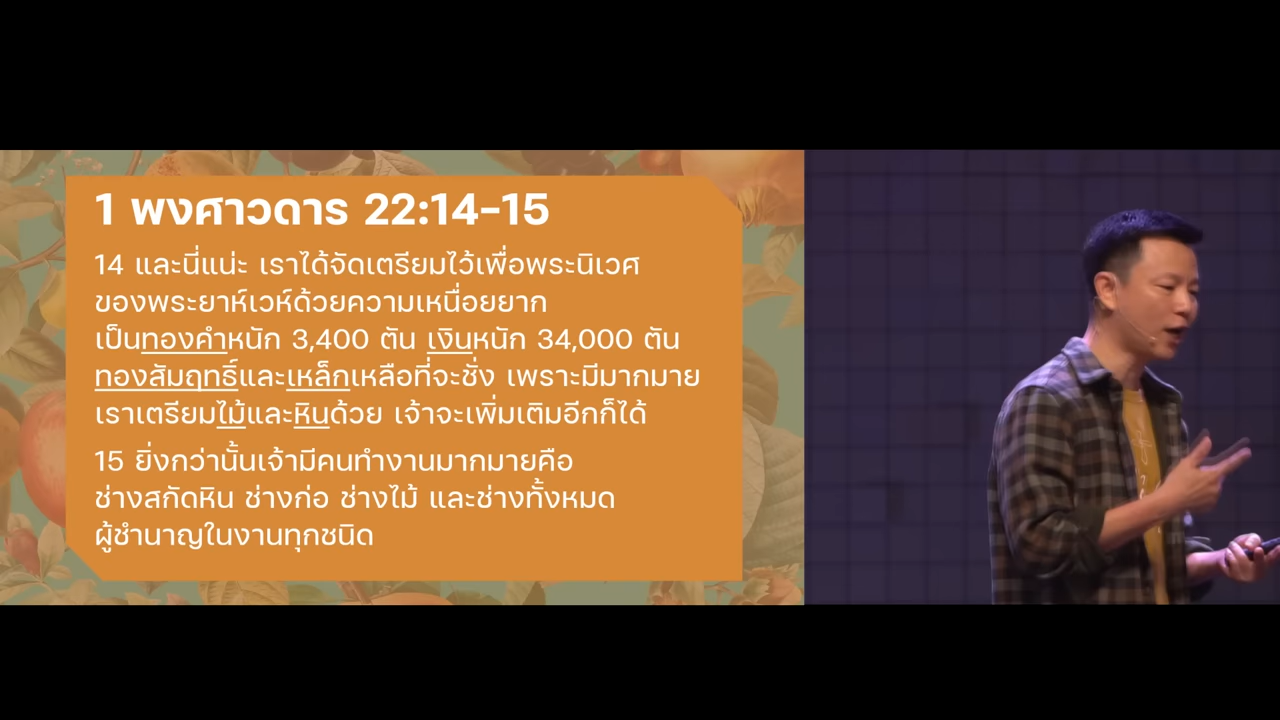 1 พงศาวดาร 22:14-15
14 และนี่แน่ะ เราได้จัดเตรียมไว้เพื่อพระนิเวศ
ของพระยาห์เวห์ด้วยความเหนื่อยยาก
เป็นทองคำหนัก 3,400 ตัน เงินหนัก 34,000 ตัน
ทองสัมฤทธิ์และเหล็กเหลือที่จะชั่ง เพราะมีมากมาย
เราเตรียมไม้และหินด้วย เจ้าจะเพิ่มเติมอีกก็ได้
15 ยิ่งกว่านั้นเจ้ามีคนทำงานมากมายคือ
ช่างสกัดหิน ช่างก่อ ช่างไม้ และช่างทั้งหมด
ผู้ชำนาญในงานทุกชนิด